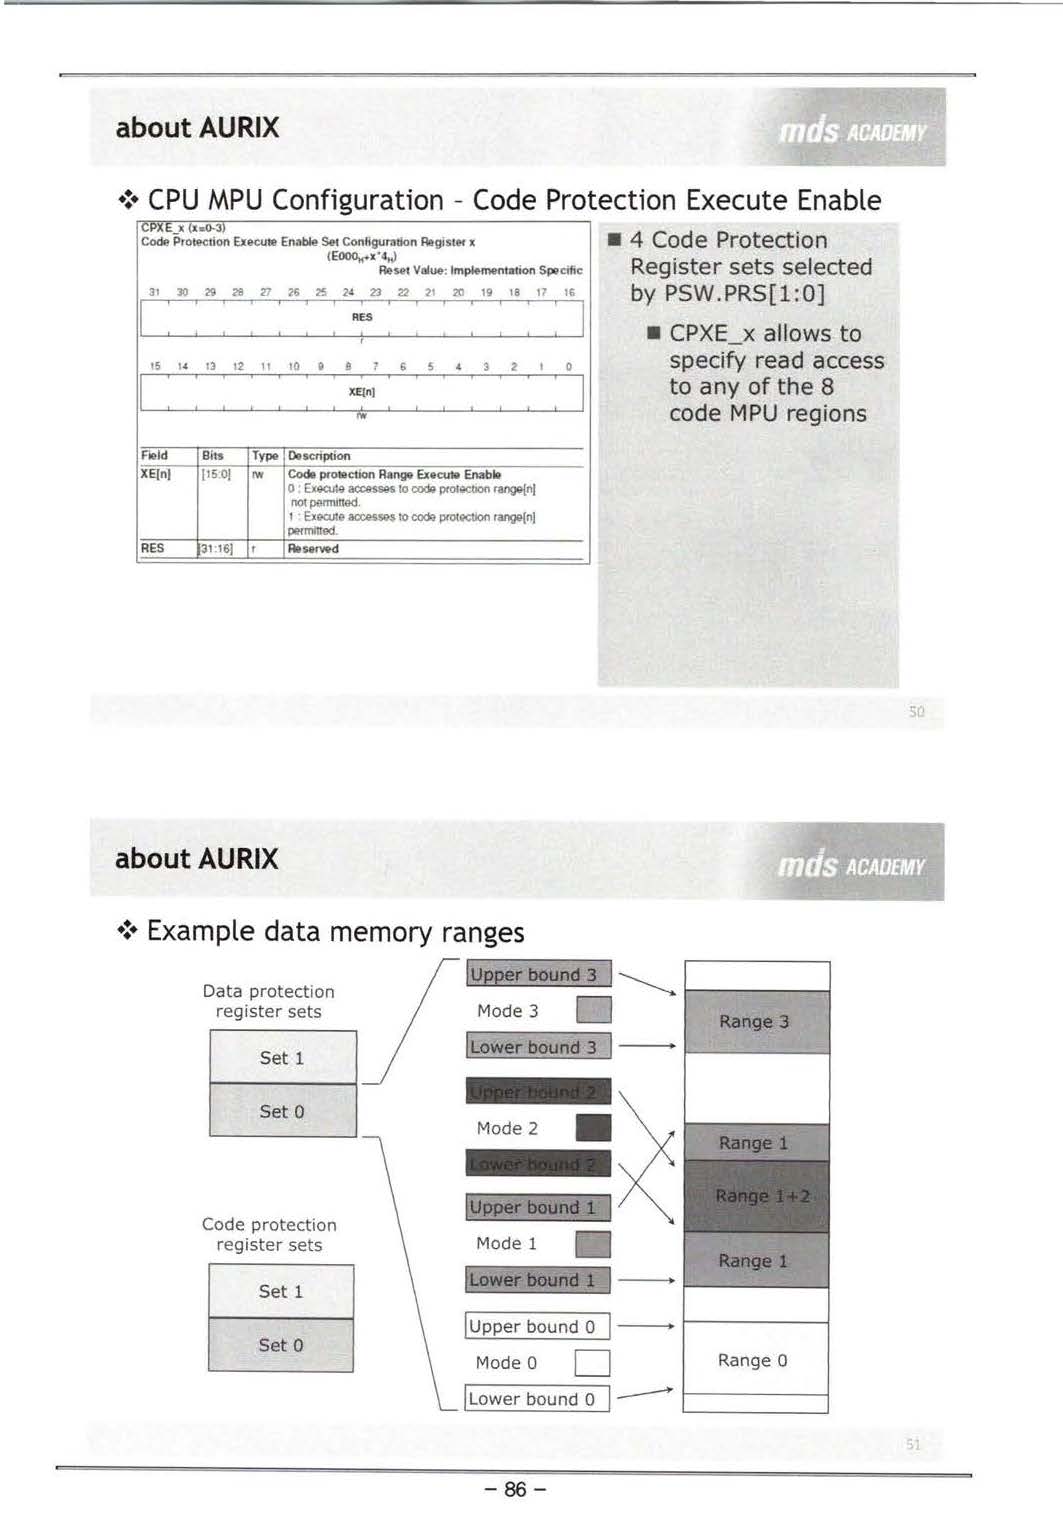 about AURIX
mds ACADEMY
❖ CPU MPU Configuration - Code Protection Execute Enable
CPXE_x (x=0-3)
Code Protection Execute Enable Set Configuration Register x
(E000H+x*4H)
Reset Value: Implementation Specific
31 30 29 28 27 26 25 24 23 22 21 20 19 18 17 16
RES
r
15 14 13 12 11 10 9 8 7 6 5 4 3 2 1 0
XE[n]
rw
Field Bits Type Description
XE[n] [15:0] rw Code protection Range Execute Enable
0 : Execute accesses to code protection range[n]
not permitted.
1 : Execute accesses to code protection range[n]
permitted.
RES [31:16] r Reserved
■ 4 Code Protection
Register sets selected
by PSW.PRS[1:0]
■ CPXE_x allows to
specify read access
to any of the 8
code MPU regions
50
about AURIX
mds ACADEMY
❖ Example data memory ranges
Data protection
register sets
Set 1
Set 0
Code protection
register sets
Set 1
Set 0
Upper bound 3
Mode 3
Lower bound 3
Upper bound 2
Mode 2
Lower bound 2
Upper bound 1
Mode 1
Lower bound 1
Upper bound 0
Mode 0
Lower bound 0
Range 3
Range 1
Range 1+2
Range 1
Range 0
51
- 86 -